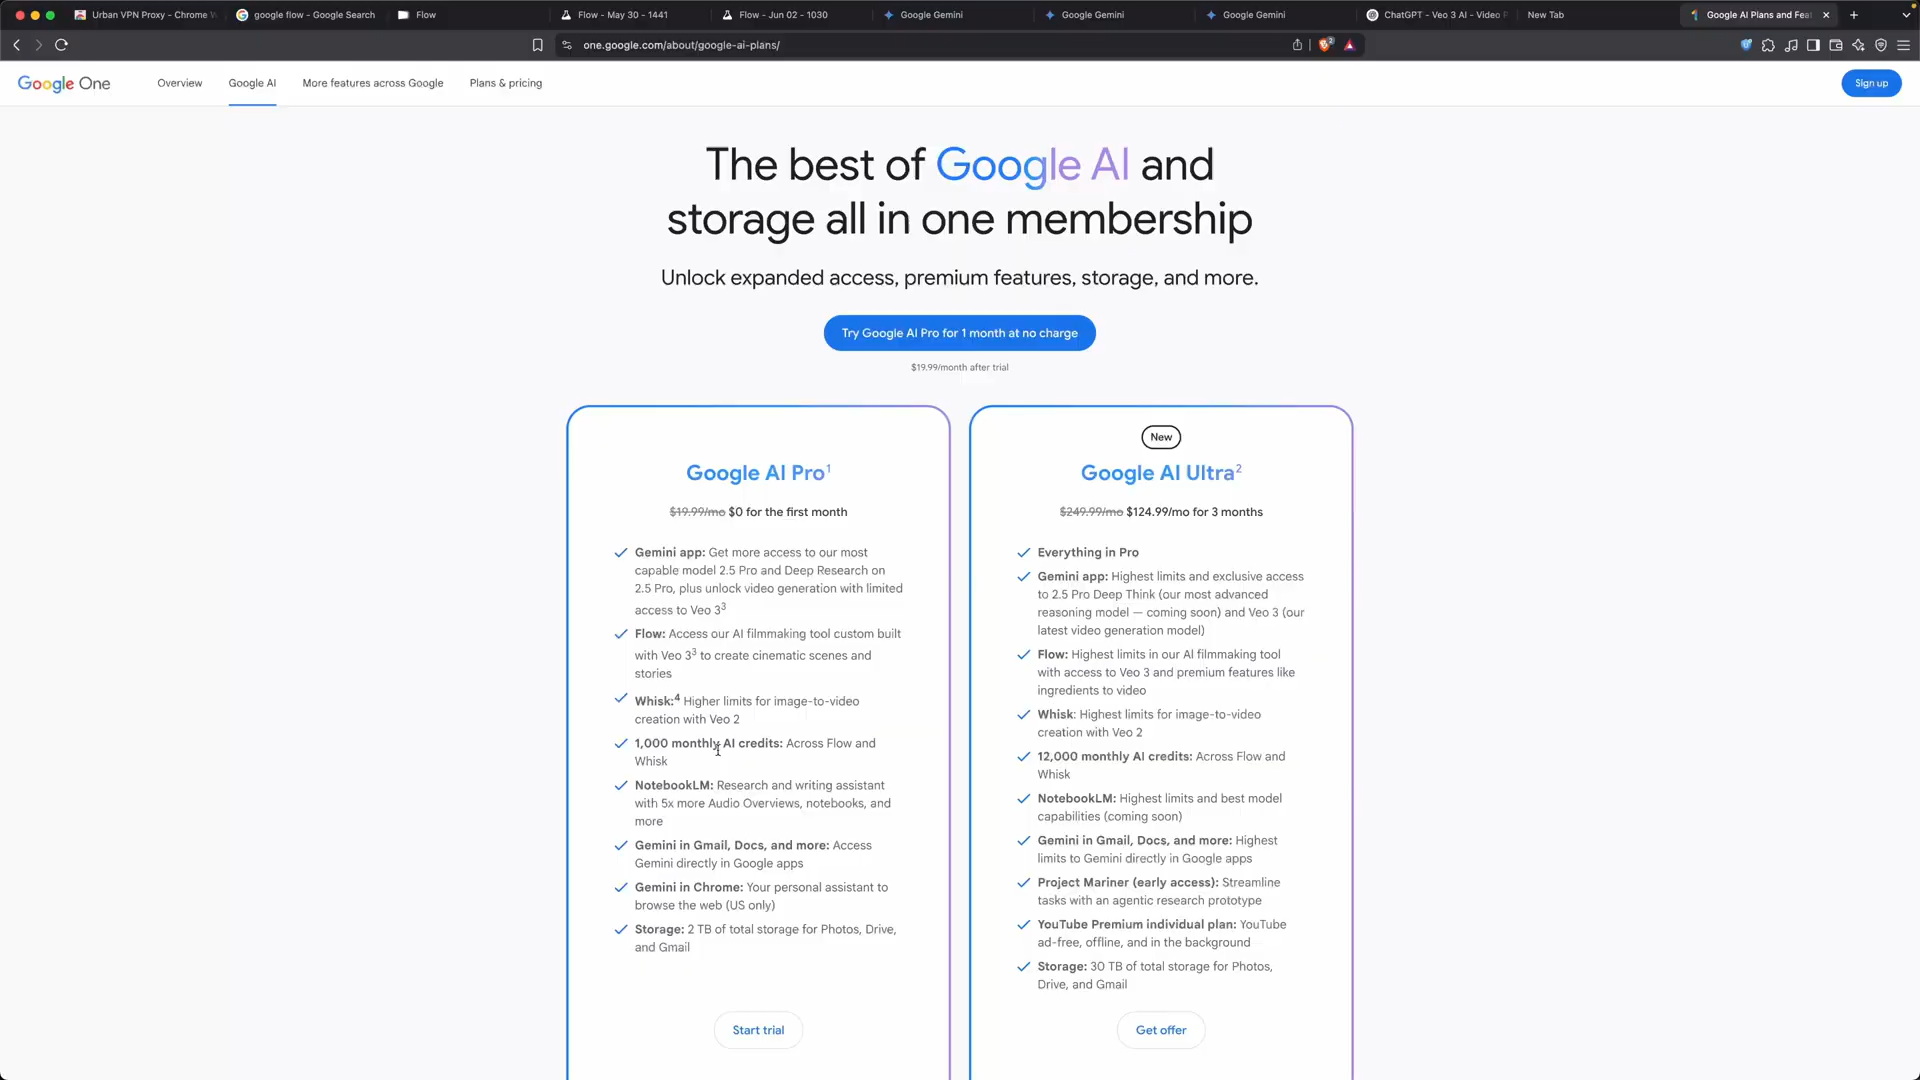 Urban VPN Proxy - Chrome W
google flow - Google Search
Flow
Flow - May 30 - 1441
Flow - Jun 02 - 1030
Google Gemini
Google Gemini
Google Gemini
ChatGPT - Veo 3 AI - Video P
New Tab
Google AI Plans and Fea
one.google.com/about/google-ai-plans/
Google One
Overview
Google AI
More features across Google
Plans & pricing
Sign up
The best of Google AI and
storage all in one membership
Unlock expanded access, premium features, storage, and more.
Try Google AI Pro for 1 month at no charge
$19.99/month after trial
Google AI Pro1
$19.99/mo $0 for the first month
Gemini app: Get more access to our most
capable model 2.5 Pro and Deep Research on
2.5 Pro, plus unlock video generation with limited
access to Veo 33
Flow: Access our AI filmmaking tool custom built
with Veo 33 to create cinematic scenes and
stories
Whisk:4 Higher limits for image-to-video
creation with Veo 2
1,000 monthly AI credits: Across Flow and
Whisk
NotebookLM: Research and writing assistant
with 5x more Audio Overviews, notebooks, and
more
Gemini in Gmail, Docs, and more: Access
Gemini directly in Google apps
Gemini in Chrome: Your personal assistant to
browse the web (US only)
Storage: 2 TB of total storage for Photos, Drive,
and Gmail
Start trial
New
Google AI Ultra2
$249.99/mo $124.99/mo for 3 months
Everything in Pro
Gemini app: Highest limits and exclusive access
to 2.5 Pro Deep Think (our most advanced
reasoning model — coming soon) and Veo 3 (our
latest video generation model)
Flow: Highest limits in our AI filmmaking tool
with access to Veo 3 and premium features like
ingredients to video
Whisk: Highest limits for image-to-video
creation with Veo 2
12,000 monthly AI credits: Across Flow and
Whisk
NotebookLM: Highest limits and best model
capabilities (coming soon)
Gemini in Gmail, Docs, and more: Highest
limits to Gemini directly in Google apps
Project Mariner (early access): Streamline
tasks with an agentic research prototype
YouTube Premium individual plan: YouTube
ad-free, offline, and in the background
Storage: 30 TB of total storage for Photos,
Drive, and Gmail
Get offer